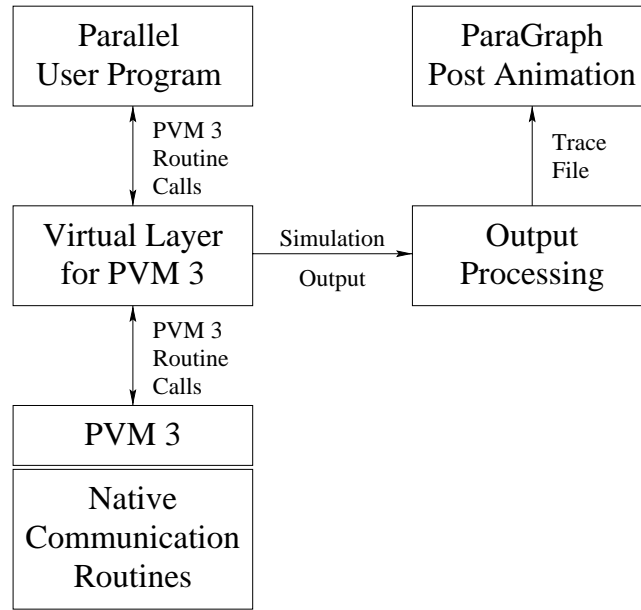 Parallel
User Program
ParaGraph
Post Animation
PVM 3
Routine
Calls
Trace
File
Virtual Layer
for PVM 3
Simulation
Output
Output
Processing
PVM 3
Routine
Calls
PVM 3
Native
Communication
Routines